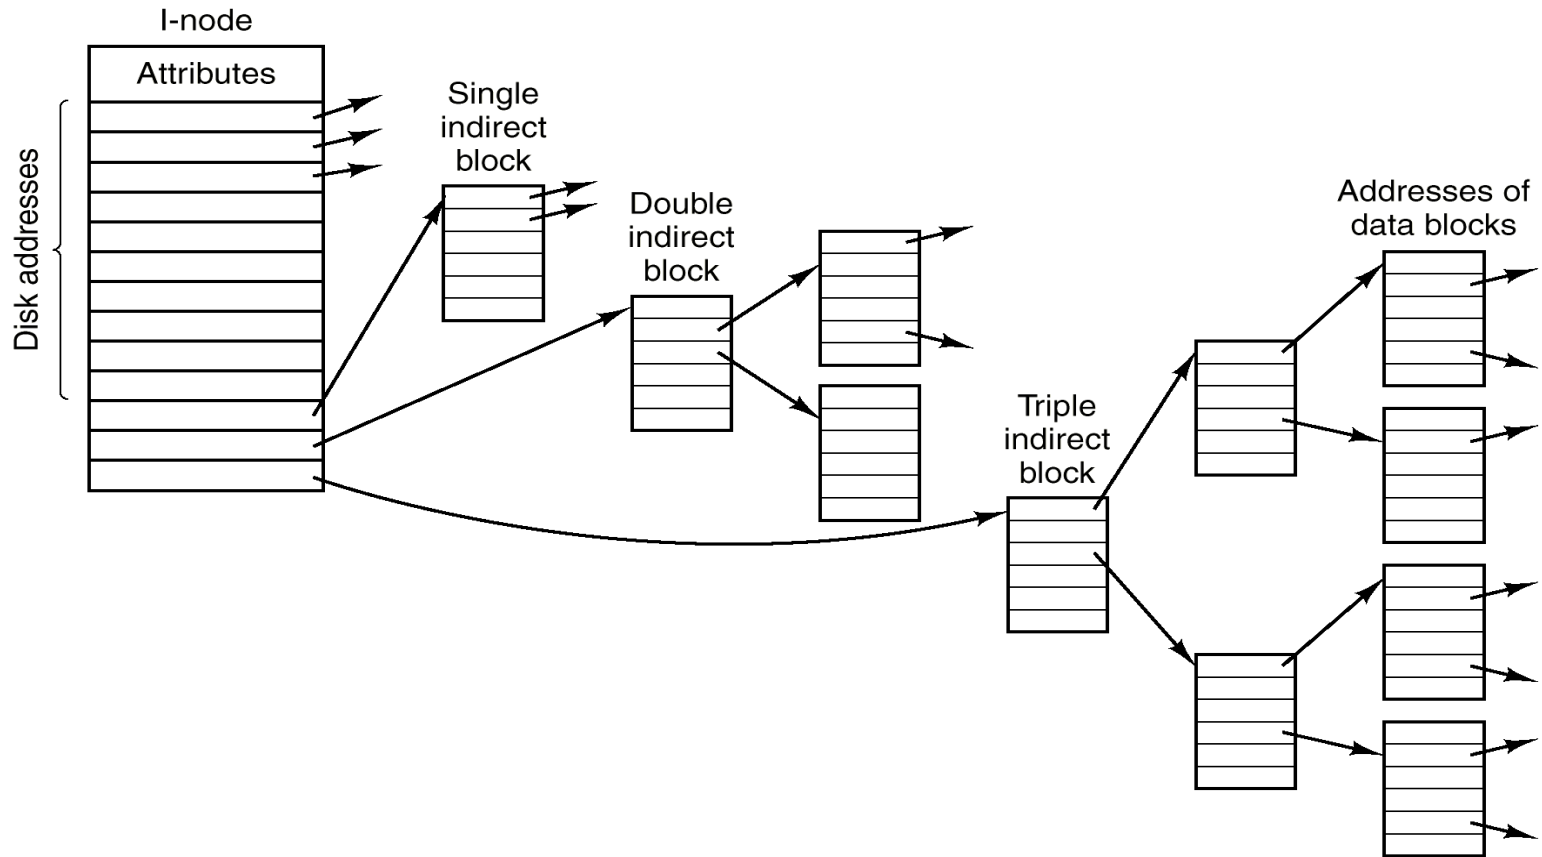 I-node
Attributes
Disk addresses
Single
indirect
block
Double
indirect
block
Triple
indirect
block
Addresses of
data blocks